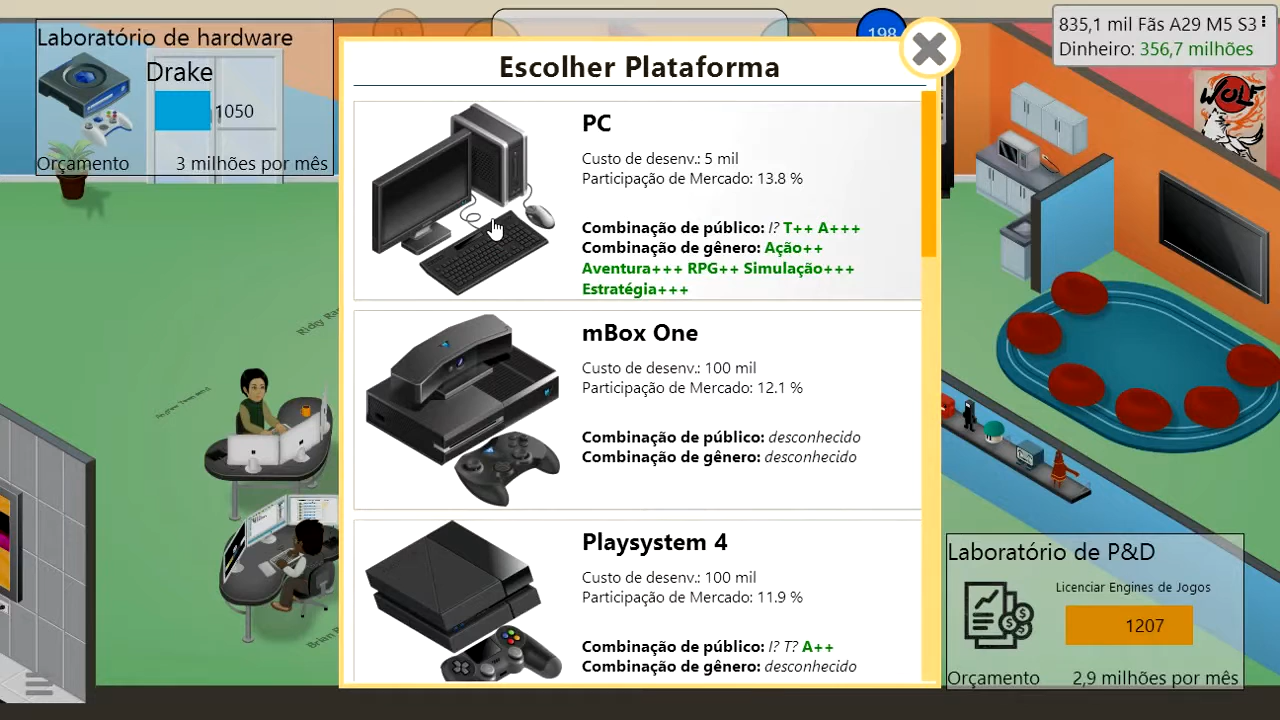 Laboratório de hardware
Drake
1050
Orçamento 3 milhões por mês
198
835,1 mil Fãs A29 M5 S3
Dinheiro: 356,7 milhões
WOLF
Escolher Plataforma
PC
Custo de desenv.: 5 mil
Participação de Mercado: 13.8 %
Combinação de público: I? T++ A+++
Combinação de gênero: Ação++
Aventura+++ RPG++ Simulação+++
Estratégia+++
mBox One
Custo de desenv.: 100 mil
Participação de Mercado: 12.1 %
Combinação de público: desconhecido
Combinação de gênero: desconhecido
Playsystem 4
Custo de desenv.: 100 mil
Participação de Mercado: 11.9 %
Combinação de público: I? T? A++
Combinação de gênero: desconhecido
Laboratório de P&D
Licenciar Engines de Jogos
1207
Orçamento 2,9 milhões por mês